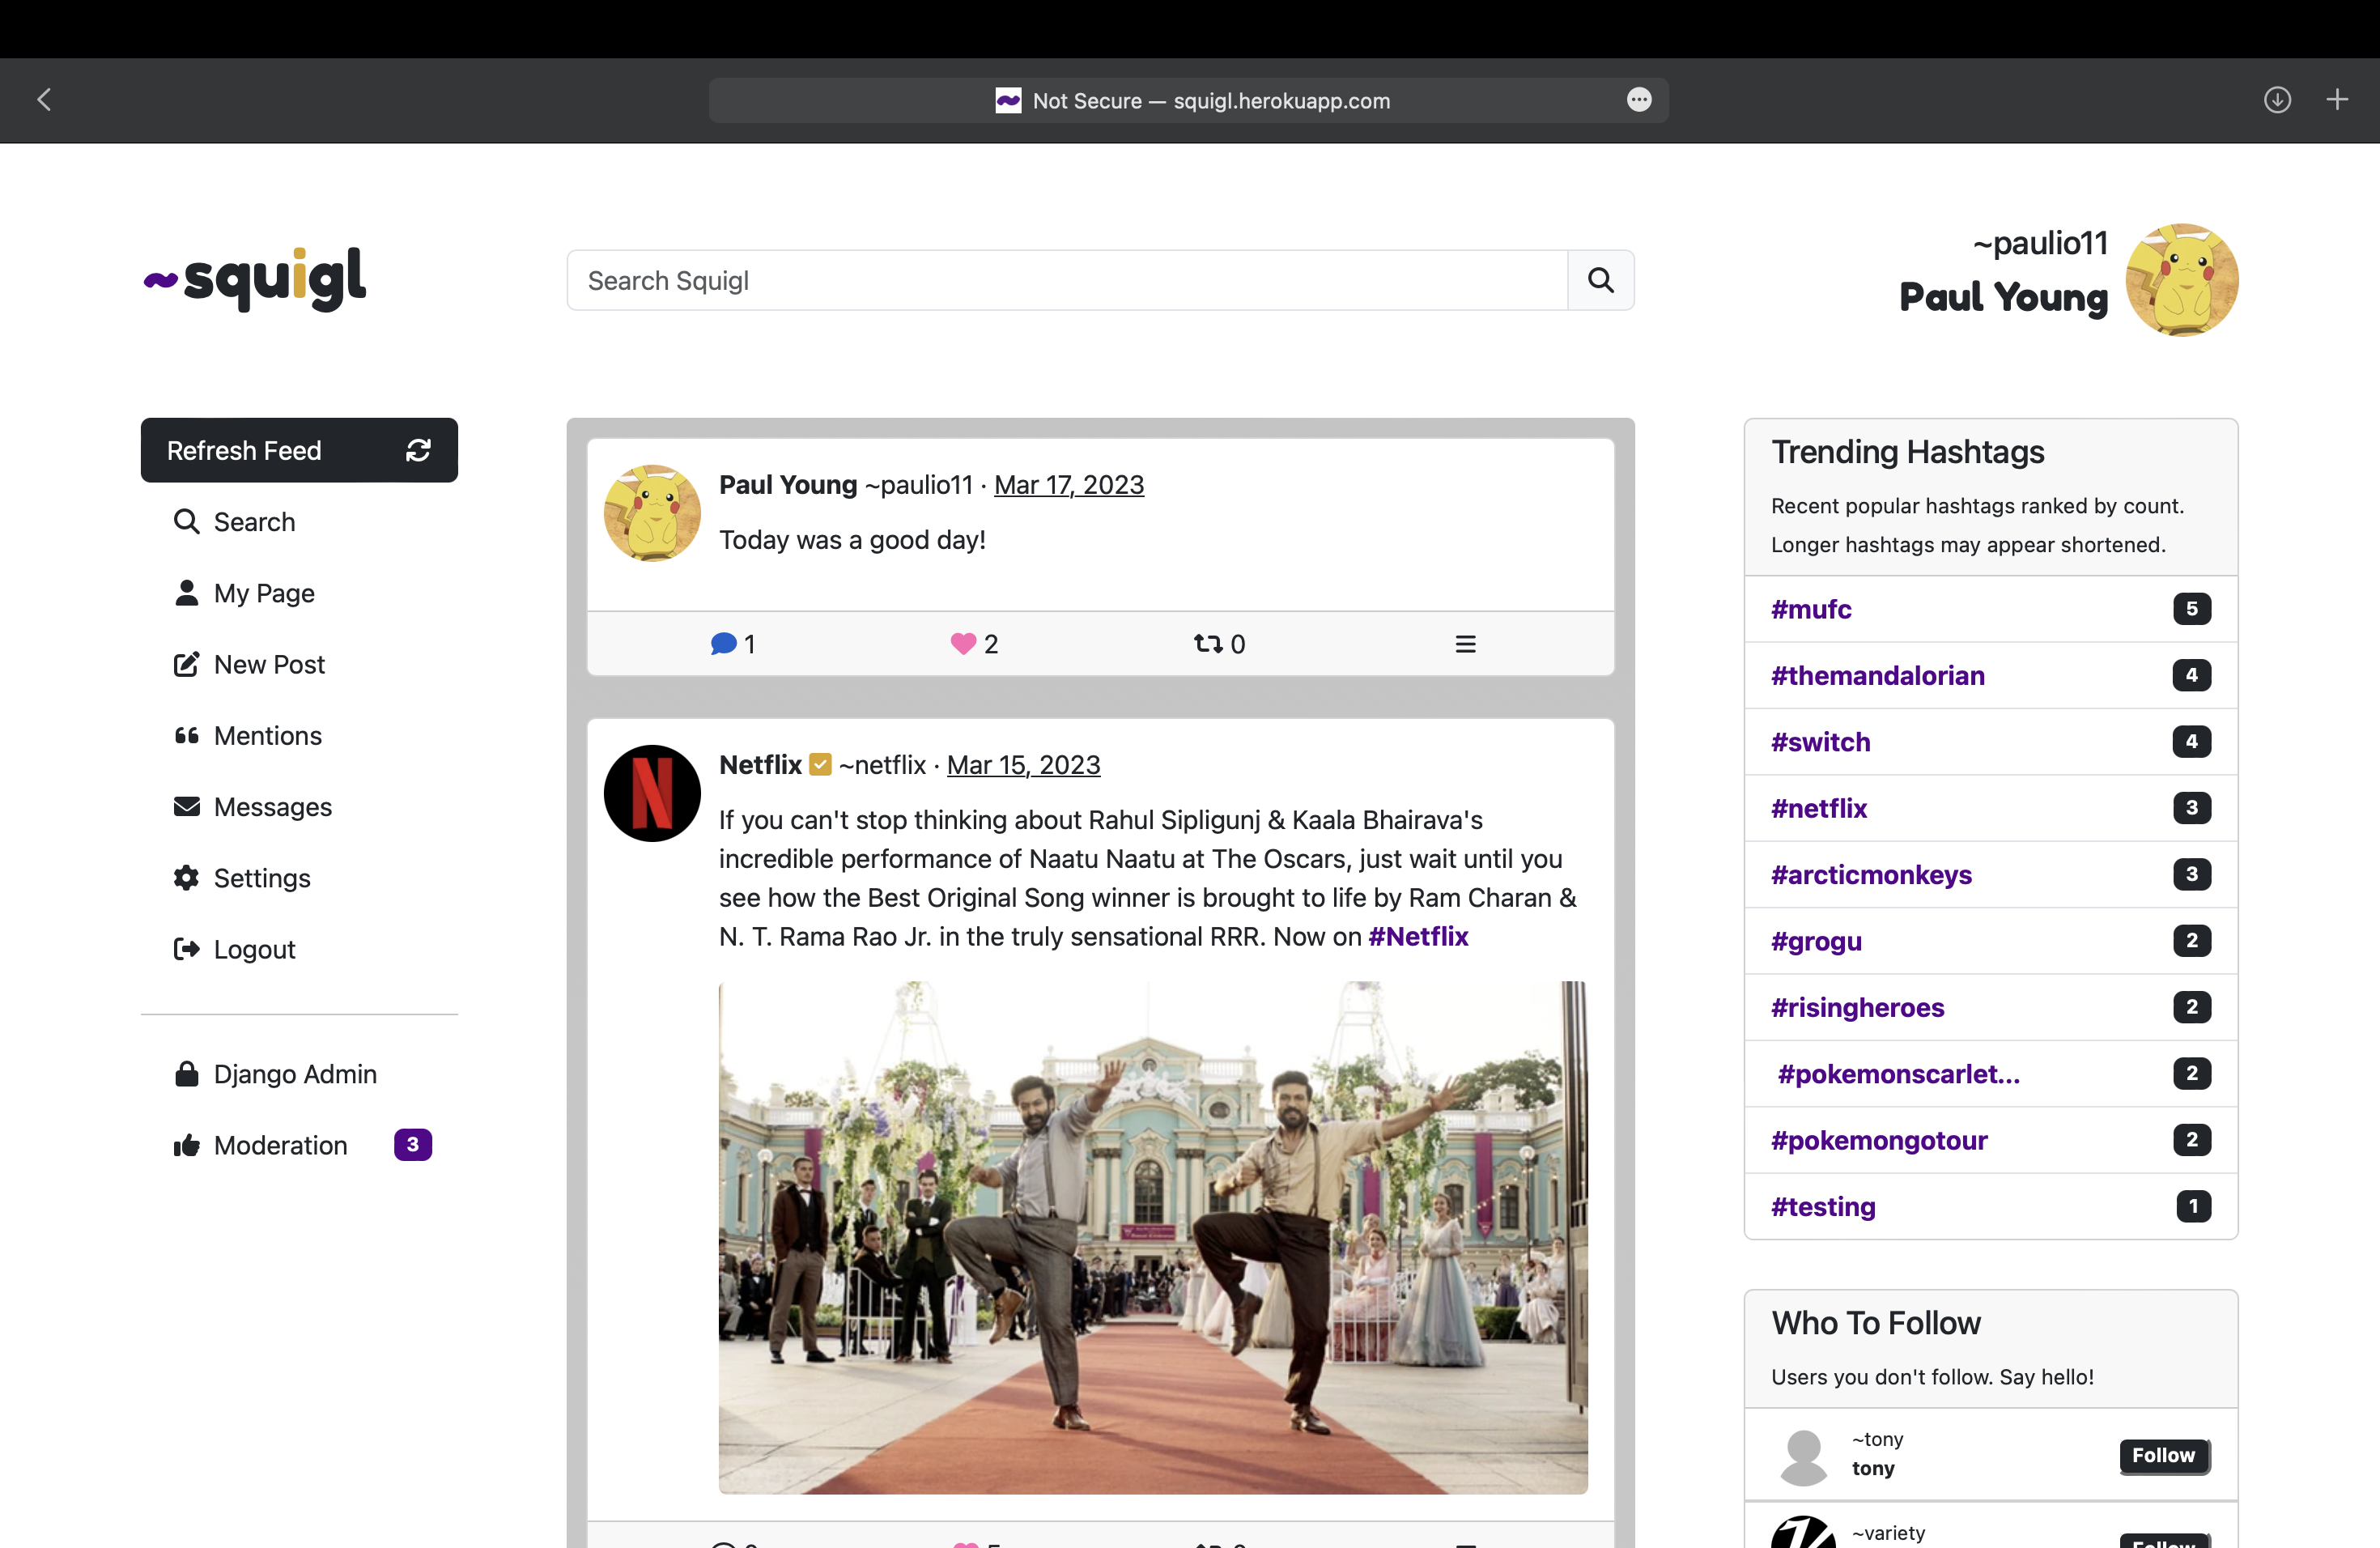 Not Secure — squigl.herokuapp.com
~squigl
Search Squigl
~paulio11
Paul Young
Refresh Feed
Search
My Page
New Post
Mentions
Messages
Settings
Logout
Django Admin
Moderation 3
Paul Young ~paulio11 · Mar 17, 2023
Today was a good day!
1 2 0
Netflix ~netflix · Mar 15, 2023
If you can't stop thinking about Rahul Sipligunj & Kaala Bhairava's
incredible performance of Naatu Naatu at The Oscars, just wait until you
see how the Best Original Song winner is brought to life by Ram Charan &
N. T. Rama Rao Jr. in the truly sensational RRR. Now on #Netflix
N
Trending Hashtags
Recent popular hashtags ranked by count.
Longer hashtags may appear shortened.
#mufc 5
#themandalorian 4
#switch 4
#netflix 3
#arcticmonkeys 3
#grogu 2
#risingheroes 2
#pokemonscarlet... 2
#pokemongotour 2
#testing 1
Who To Follow
Users you don't follow. Say hello!
~tony
tony
Follow
~variety
Follow